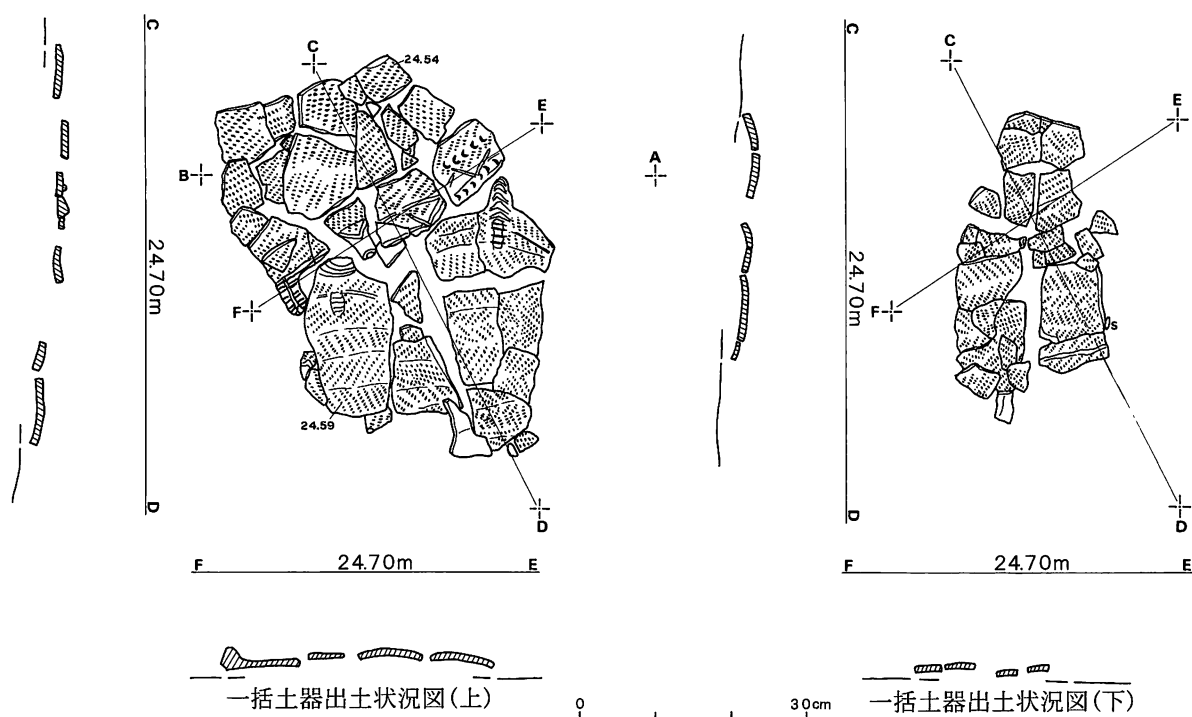 C
C
24.54
E
B
A
24.70m
F
24.59
D
D
F 24.70m E
一括土器出土状況図(上)
C
C
E
24.70m
F
S
D
D
F 24.70m E
一括土器出土状況図(下)
0 30cm